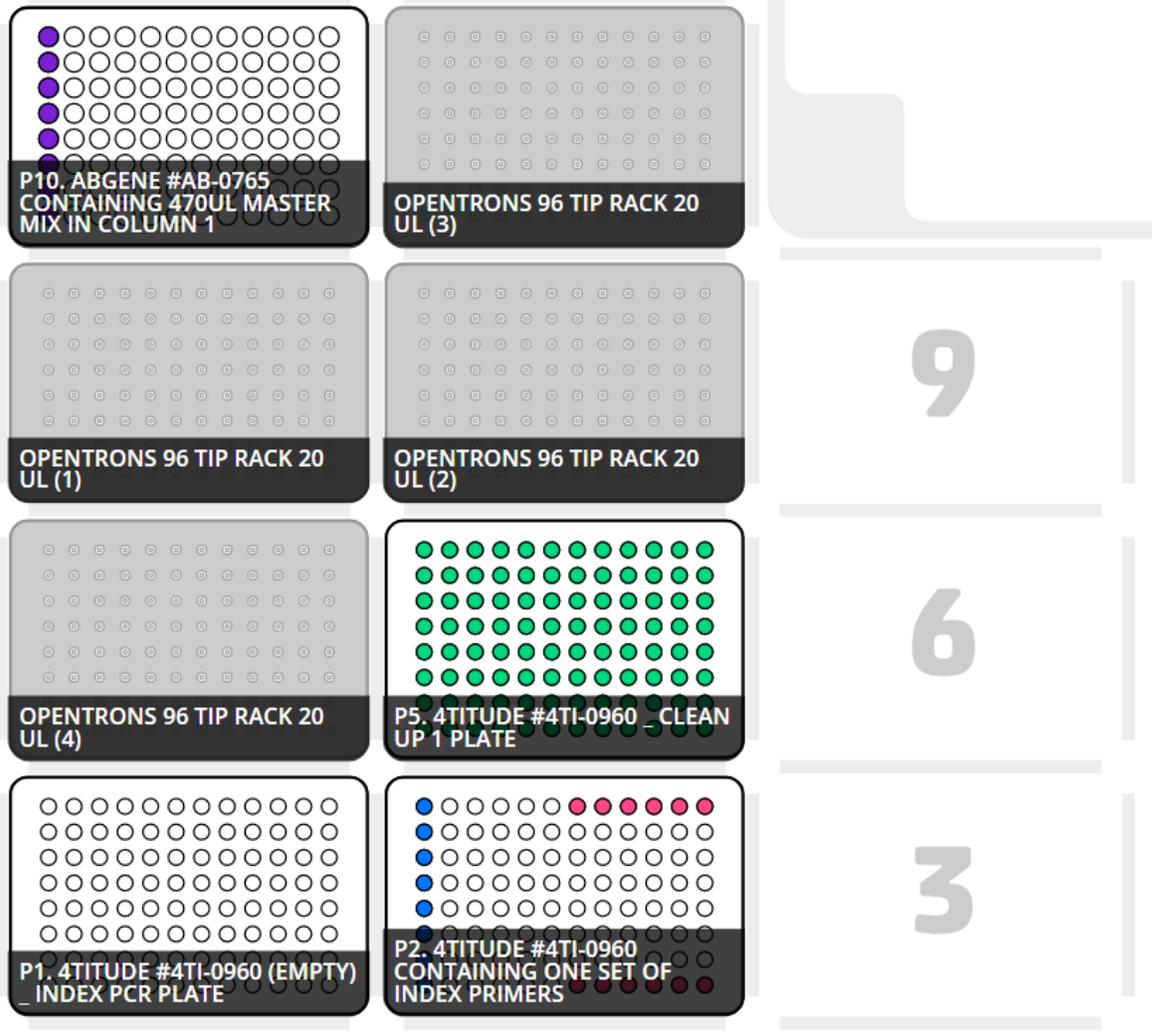 P10. ABGENE #AB-0765
CONTAINING 470UL MASTER
MIX IN COLUMN 1
OPENTRONS 96 TIP RACK 20
UL (3)
OPENTRONS 96 TIP RACK 20
UL (1)
OPENTRONS 96 TIP RACK 20
UL (2)
9
OPENTRONS 96 TIP RACK 20
UL (4)
P5. 4TITUDE #4TI-0960 _ CLEAN
UP 1 PLATE
6
P1. 4TITUDE #4TI-0960 (EMPTY)
_ INDEX PCR PLATE
P2. 4TITUDE #4TI-0960
CONTAINING ONE SET OF
INDEX PRIMERS
3